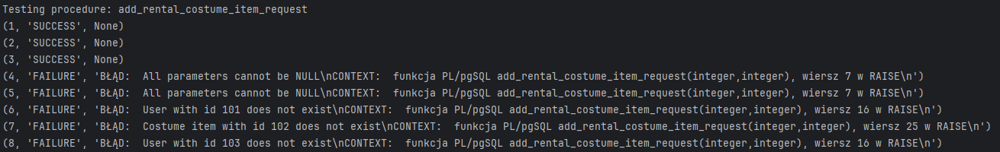 Testing procedure: add_rental_costume_item_request
(1, 'SUCCESS', None)
(2, 'SUCCESS', None)
(3, 'SUCCESS', None)
(4, 'FAILURE', 'BŁĄD:  All parameters cannot be NULL\nCONTEXT:  funkcja PL/pgSQL add_rental_costume_item_request(integer,integer), wiersz 7 w RAISE\n')
(5, 'FAILURE', 'BŁĄD:  All parameters cannot be NULL\nCONTEXT:  funkcja PL/pgSQL add_rental_costume_item_request(integer,integer), wiersz 7 w RAISE\n')
(6, 'FAILURE', 'BŁĄD:  User with id 101 does not exist\nCONTEXT:  funkcja PL/pgSQL add_rental_costume_item_request(integer,integer), wiersz 16 w RAISE\n')
(7, 'FAILURE', 'BŁĄD:  Costume item with id 102 does not exist\nCONTEXT:  funkcja PL/pgSQL add_rental_costume_item_request(integer,integer), wiersz 25 w RAISE\n')
(8, 'FAILURE', 'BŁĄD:  User with id 103 does not exist\nCONTEXT:  funkcja PL/pgSQL add_rental_costume_item_request(integer,integer), wiersz 16 w RAISE\n')